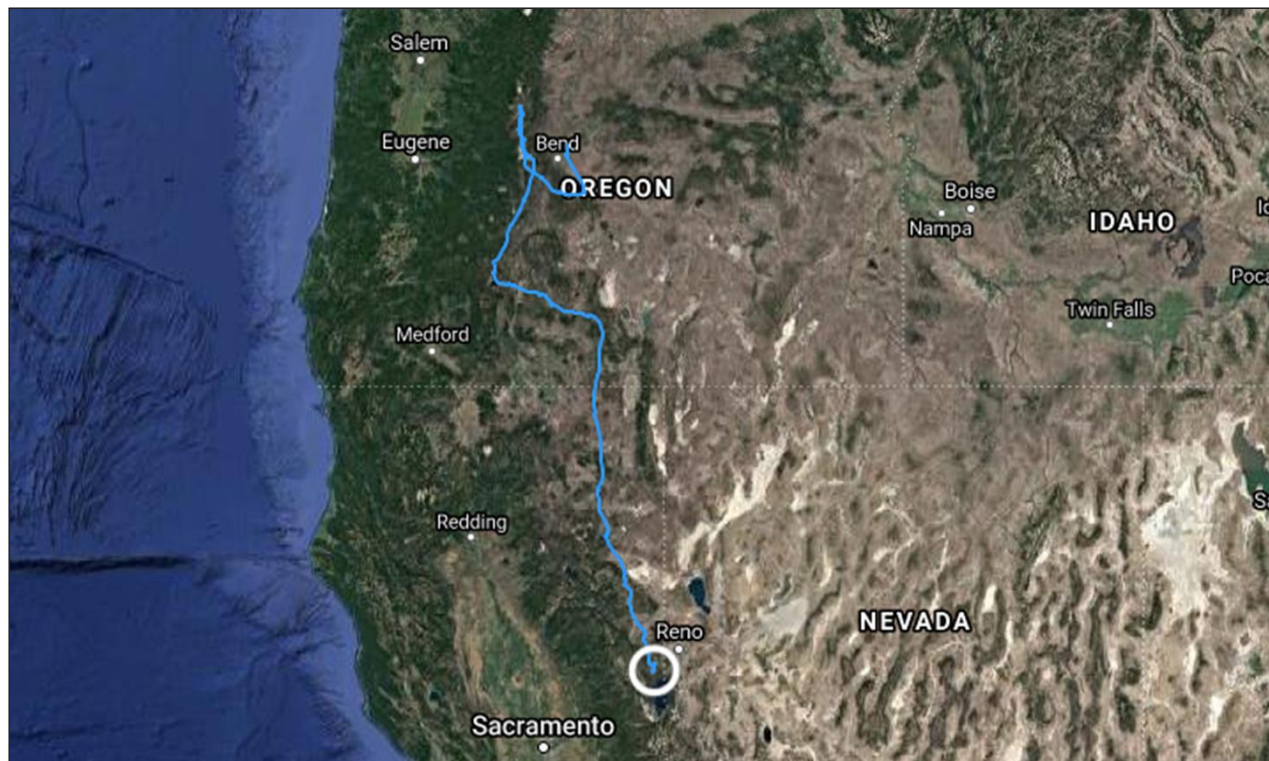 Salem
Eugene
Bend
OREGON
Boise
Nampa
IDAHO
Twin Falls
Medford
Redding
Reno
NEVADA
Sacramento